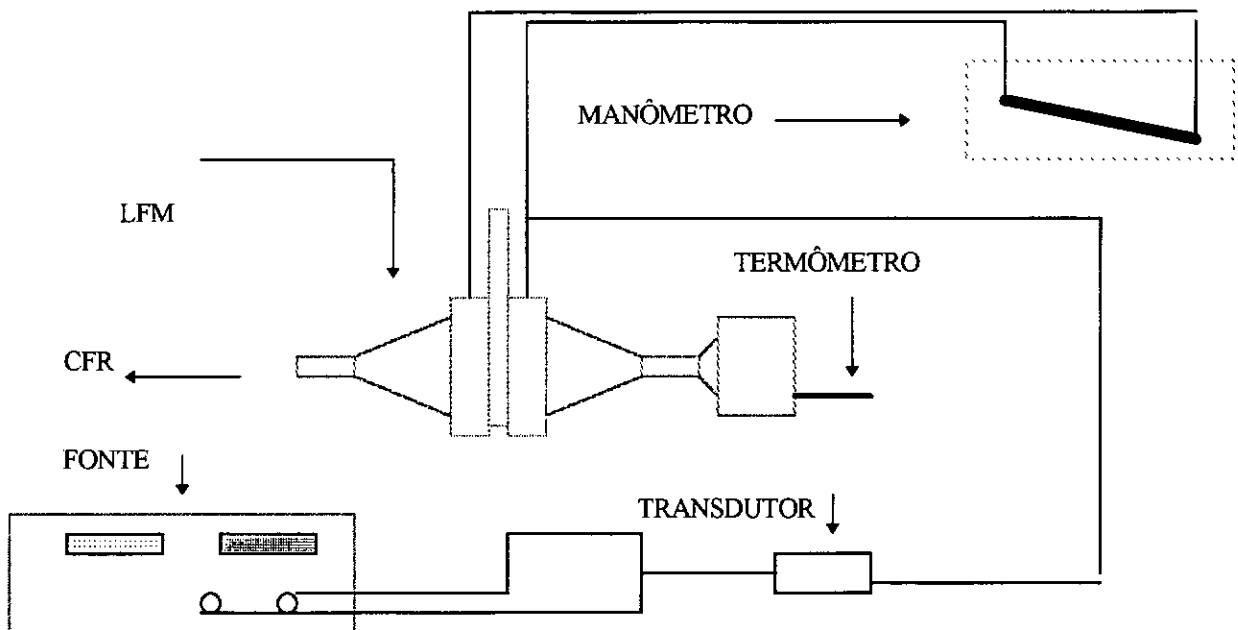 MANÔMETRO
LFM
TERMÔMETRO
CFR
FONTE
TRANSDUTOR